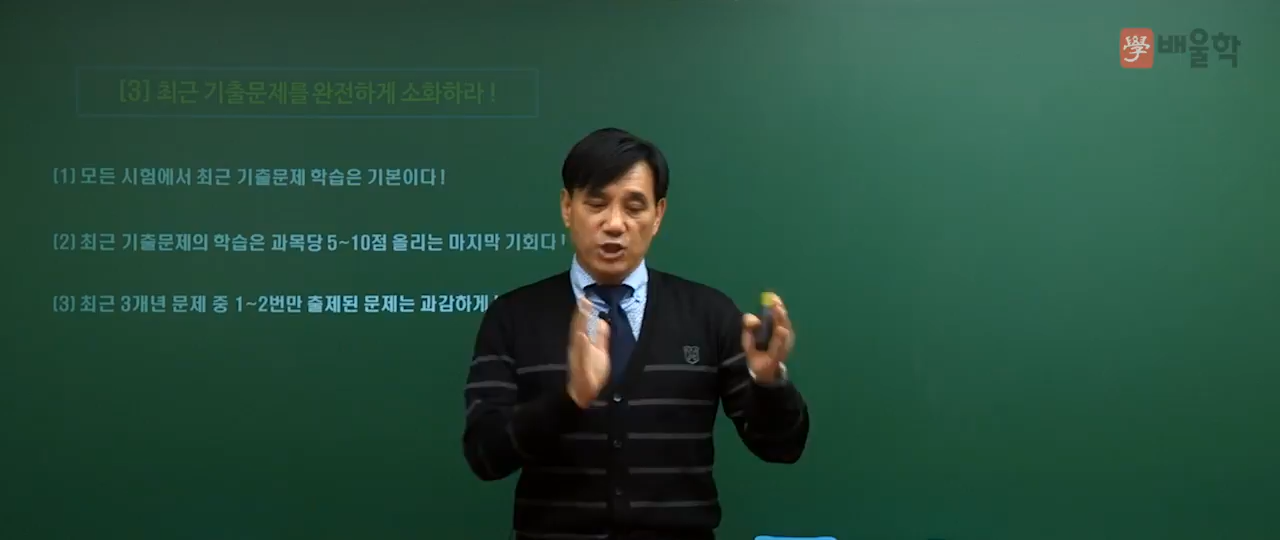 學 배울학
[3] 최근 기출문제를 완전하게 소화하라 !
(1) 모든 시험에서 최근 기출문제 학습은 기본이다 !
(2) 최근 기출문제의 학습은 과목당 5~10점 올리는 마지막 기회다 !
(3) 최근 3개년 문제 중 1~2번만 출제된 문제는 과감하게